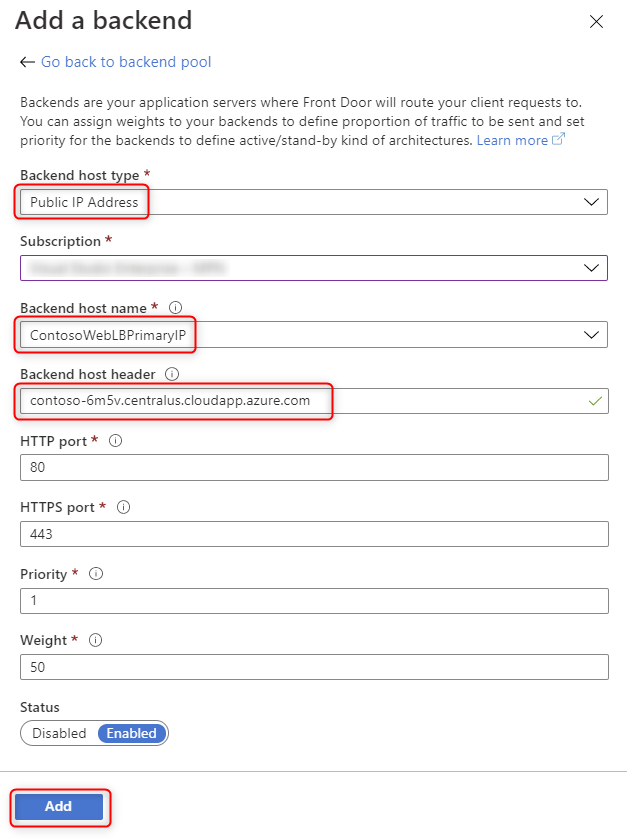 Add a backend
Go back to backend pool
Backends are your application servers where Front Door will route your client requests to.
You can assign weights to your backends to define proportion of traffic to be sent and set
priority for the backends to define active/stand-by kind of architectures. Learn more
Backend host type *
Public IP Address
Subscription *
Backend host name *
ContosoWebLBPrimaryIP
Backend host header
contoso-6m5v.centralus.cloudapp.azure.com
HTTP port *
80
HTTPS port *
443
Priority *
1
Weight *
50
Status
Disabled Enabled
Add